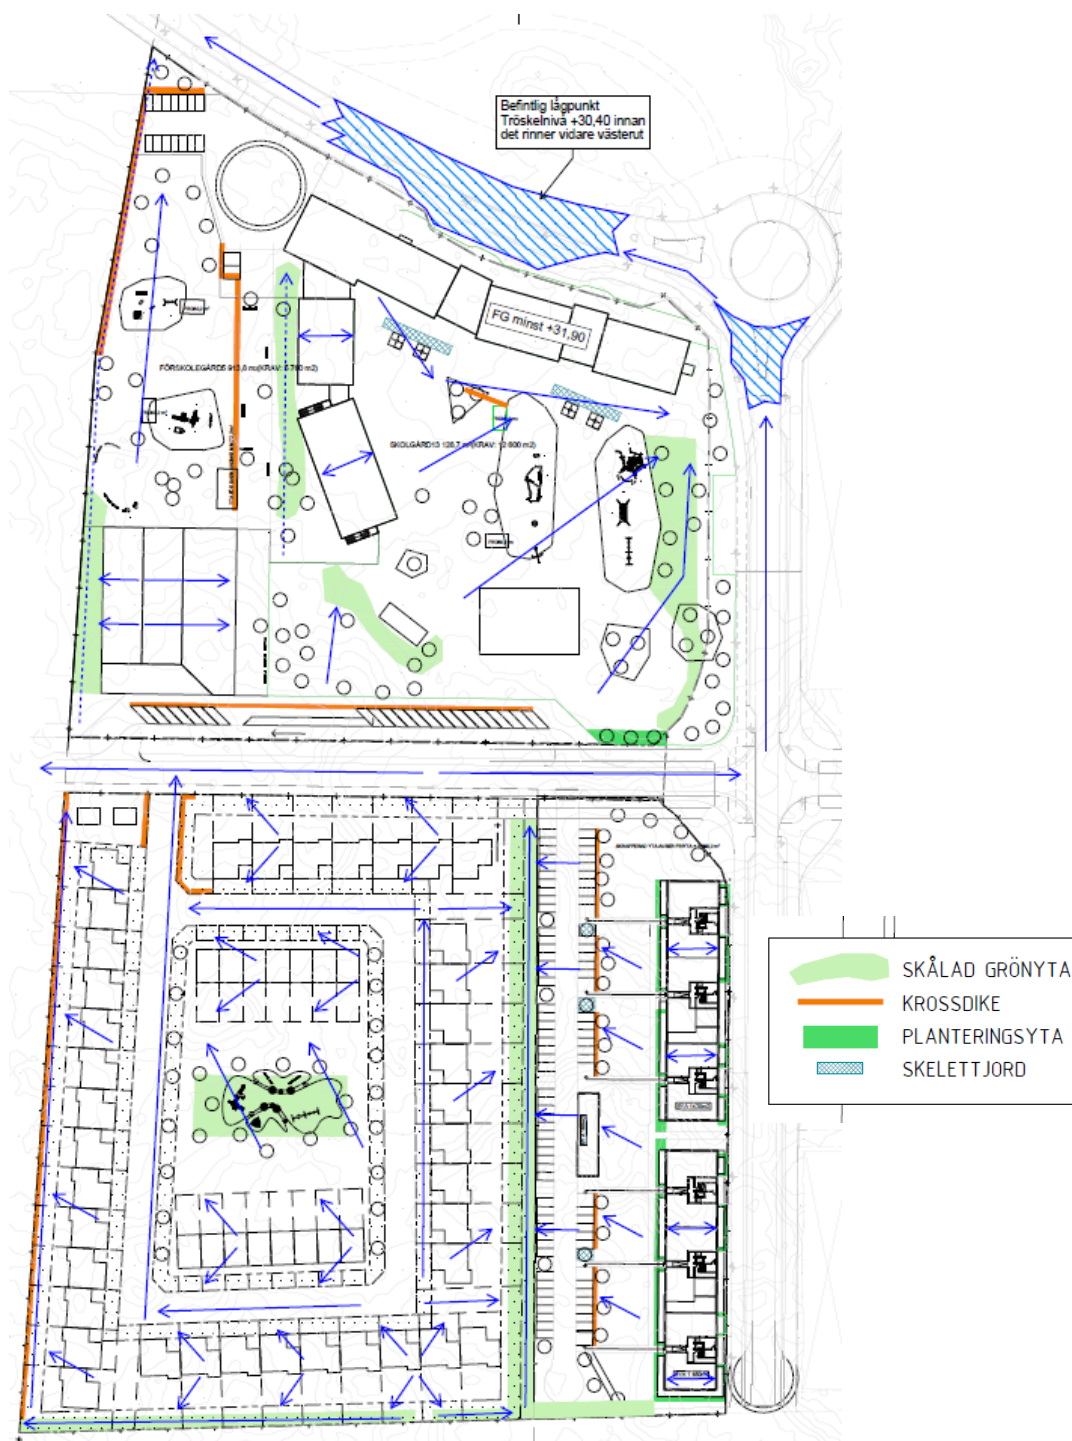 Befintlig lågpunkt
Tröskelnivå +30,40 innan
det rinner vidare västerut
FG minst +31,90
SKÅLAD GRÖNYTA
KROSSDIKE
PLANTERINGSYTA
SKELETTJORD